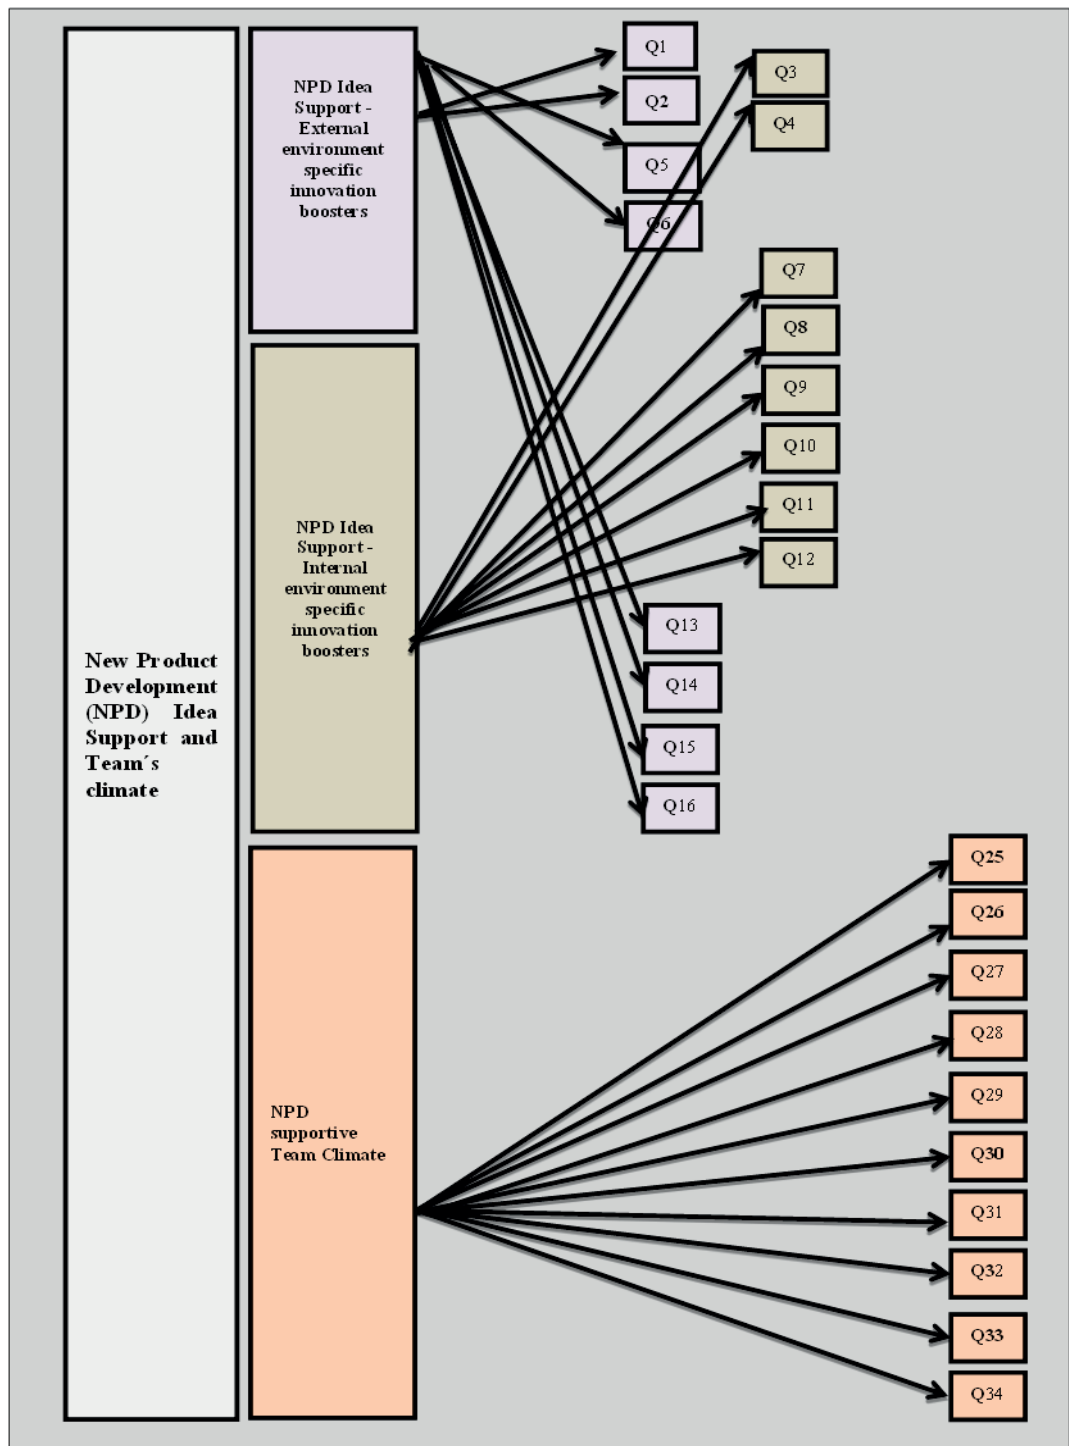 New Product
Development
(NPD) Idea
Support and
Team´s
climate
NPD Idea
Support -
External
environment
specific
innovation
boosters
NPD Idea
Support -
Internal
environment
specific
innovation
boosters
NPD
supportive
Team Climate
Q1
Q2
Q5
Q6
Q3
Q4
Q7
Q8
Q9
Q10
Q11
Q12
Q13
Q14
Q15
Q16
Q25
Q26
Q27
Q28
Q29
Q30
Q31
Q32
Q33
Q34